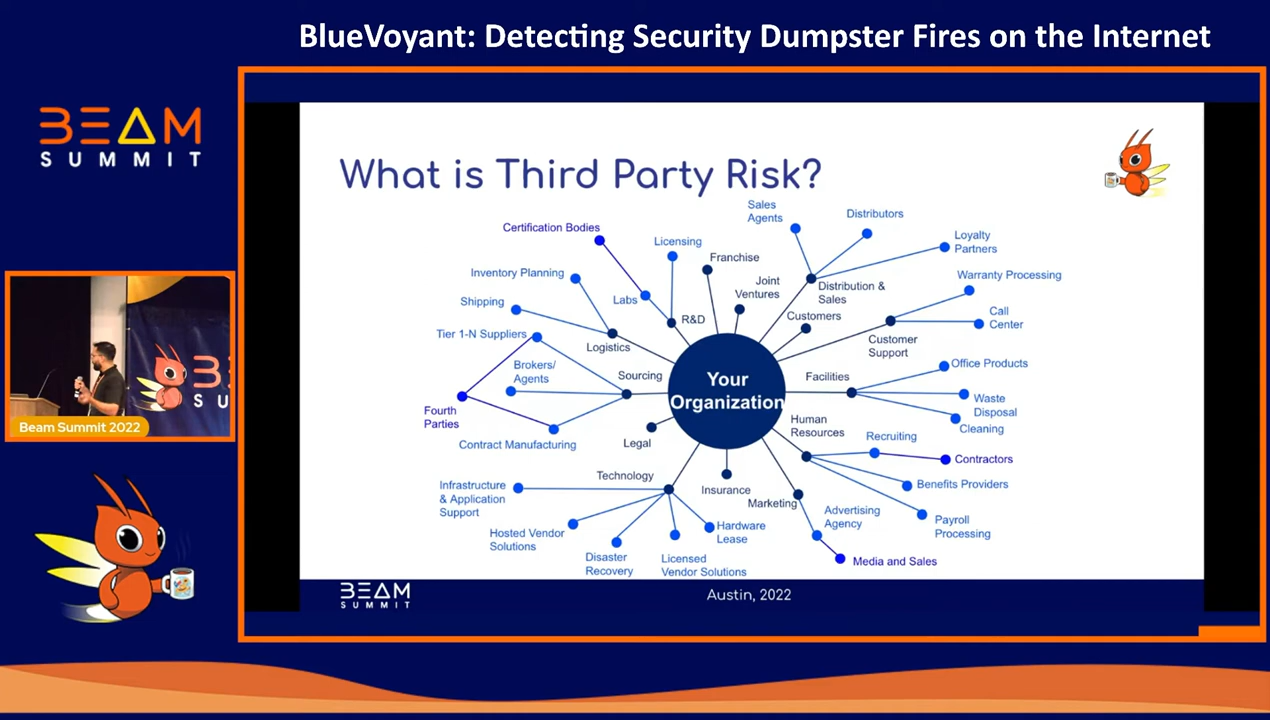 BlueVoyant: Detecting Security Dumpster Fires on the Internet
BEAM
SUMMIT
What is Third Party Risk?
Certification Bodies
Licensing
Franchise
Joint
Ventures
Sales
Agents
Distributors
Loyalty
Partners
Distribution &
Sales
Customers
Warranty Processing
Call
Center
Customer
Support
Inventory Planning
Labs
R&D
Shipping
Logistics
Tier 1-N Suppliers
Brokers/
Agents
Sourcing
Fourth
Parties
Contract Manufacturing
Legal
Your
Organization
Facilities
Office Products
Waste
Disposal
Cleaning
Human
Resources
Recruiting
Contractors
Benefits Providers
Payroll
Processing
Technology
Infrastructure
& Application
Support
Hosted Vendor
Solutions
Disaster
Recovery
Licensed
Vendor Solutions
Hardware
Lease
Insurance
Marketing
Advertising
Agency
Media and Sales
BEAM
SUMMIT
Austin, 2022
Beam Summit 2022